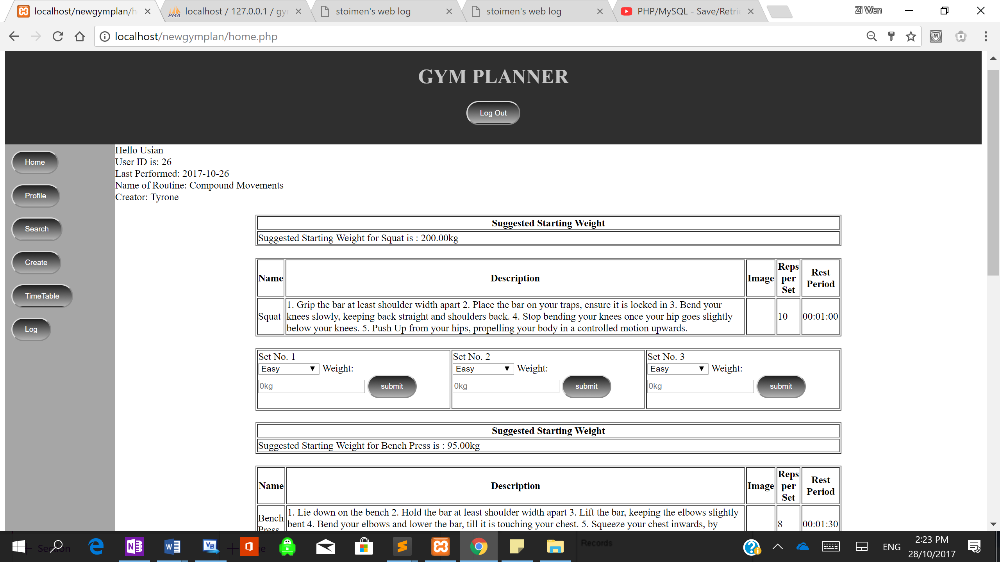 localhost/newgymplan/h
localhost / 127.0.0.1 / gy
stoimen's web log
stoimen's web log
PHP/MySQL - Save/Retri
Zi Wen
localhost/newgymplan/home.php
GYM PLANNER
Log Out
Home
Profile
Search
Create
TimeTable
Log
Hello Usian
User ID is: 26
Last Performed: 2017-10-26
Name of Routine: Compound Movements
Creator: Tyrone
Suggested Starting Weight
Suggested Starting Weight for Squat is : 200.00kg
Name
Description
Image
Reps
per
Set
Rest
Period
Squat
1. Grip the bar at least shoulder width apart 2. Place the bar on your traps, ensure it is locked in 3. Bend your
knees slowly, keeping back straight and shoulders back. 4. Stop bending your knees once your hip goes slightly
below your knees. 5. Push Up from your hips, propelling your body in a controlled motion upwards.
10
00:01:00
Set No. 1
Easy Weight:
0kg submit
Set No. 2
Easy Weight:
0kg submit
Set No. 3
Easy Weight:
0kg submit
Suggested Starting Weight
Suggested Starting Weight for Bench Press is : 95.00kg
Name
Description
Image
Reps
per
Set
Rest
Period
Bench
Press
1. Lie down on the bench 2. Hold the bar at least shoulder width apart 3. Lift the bar, keeping the elbows slightly
bent 4. Bend your elbows and lower the bar, till it is touching your chest. 5. Squeeze your chest inwards, by
8
00:01:30
Section
Records
ENG
2:23 PM
28/10/2017